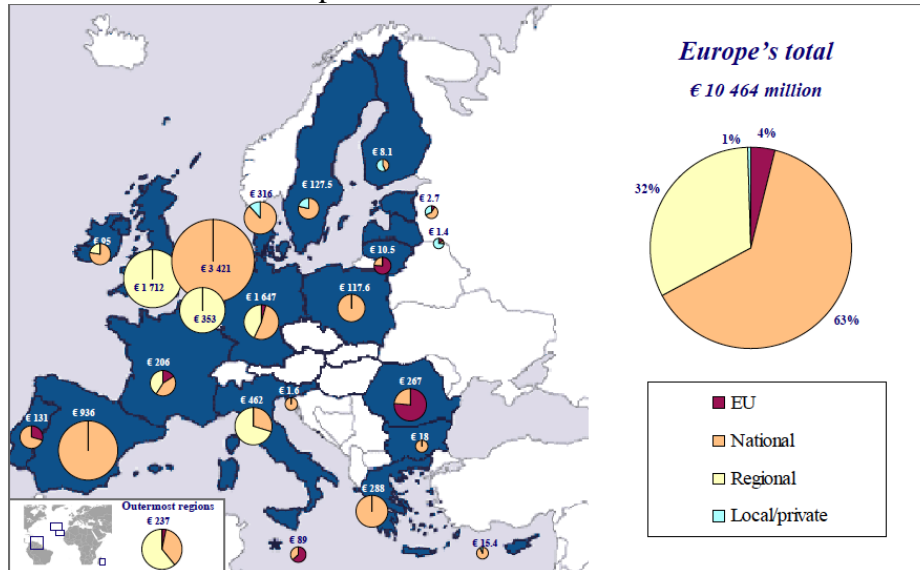 Europe's total
€ 10 464 million
1%
4%
32%
63%
€ 8.1
€ 127.5
€ 316
€ 2.7
€ 1.4
€ 95
€ 10.5
€ 3 421
€ 1 712
€ 353
€ 1 647
€ 117.6
€ 206
€ 1.6
€ 267
€ 462
€ 131
€ 936
€ 18
€ 288
€ 89
€ 15.4
Outermost regions
€ 237
EU
National
Regional
Local/private